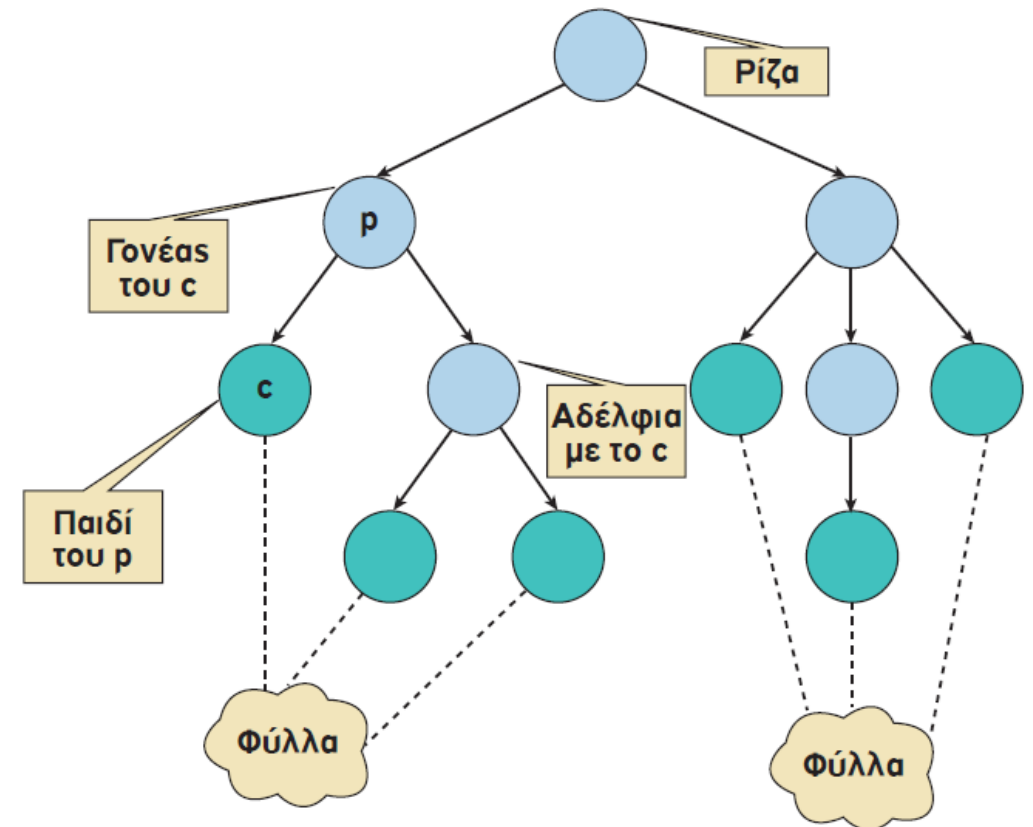 Ρίζα
p
Γονέας
του c
c
Αδέλφια
με το c
Παιδί
του p
Φύλλα
Φύλλα